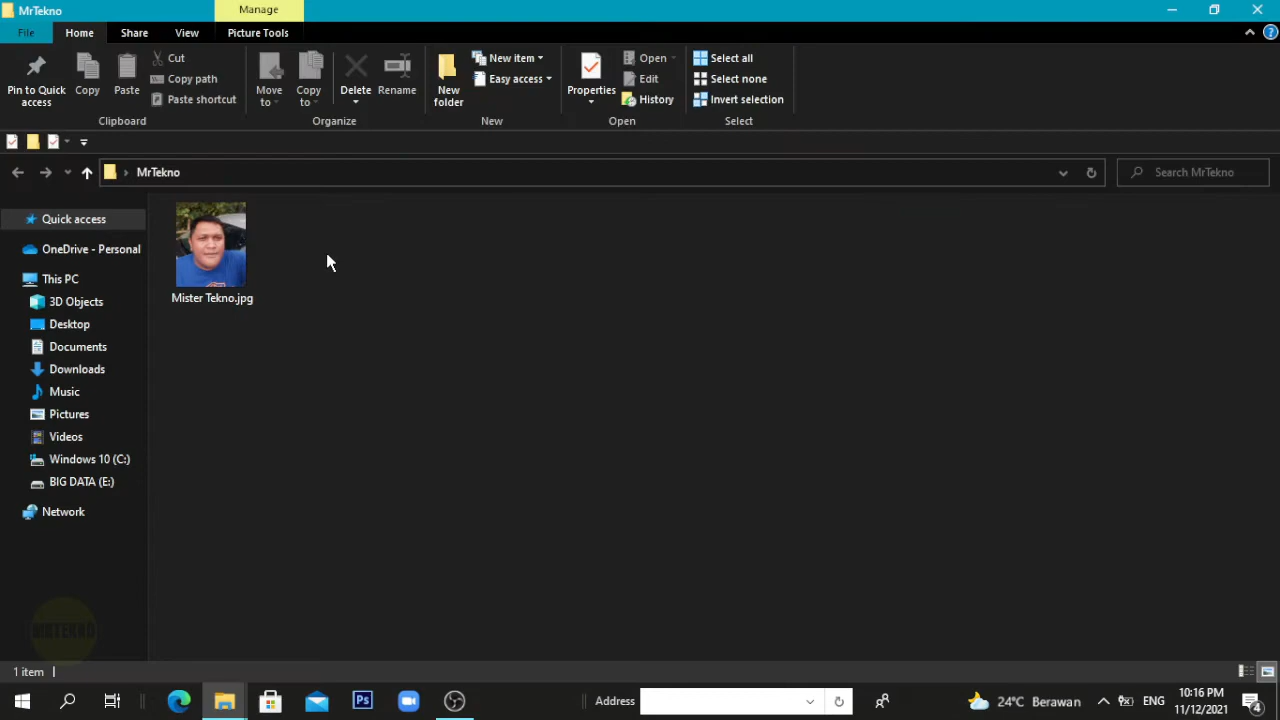 MrTekno
Manage
File
Home
Share
View
Picture Tools
Pin to Quick
access
Copy
Paste
Cut
Copy path
Paste shortcut
Clipboard
Move
to
Copy
to
Delete
Rename
Organize
New
folder
New item
Easy access
New
Properties
Open
Edit
History
Open
Select all
Select none
Invert selection
Select
MrTekno
Search MrTekno
Quick access
OneDrive - Personal
This PC
3D Objects
Desktop
Documents
Downloads
Music
Pictures
Videos
Windows 10 (C:)
BIG DATA (E:)
Network
Mister Tekno.jpg
MRTEKNO
1 item
Ps
Address
24°C Berawan
ENG
10:16 PM
11/12/2021
4